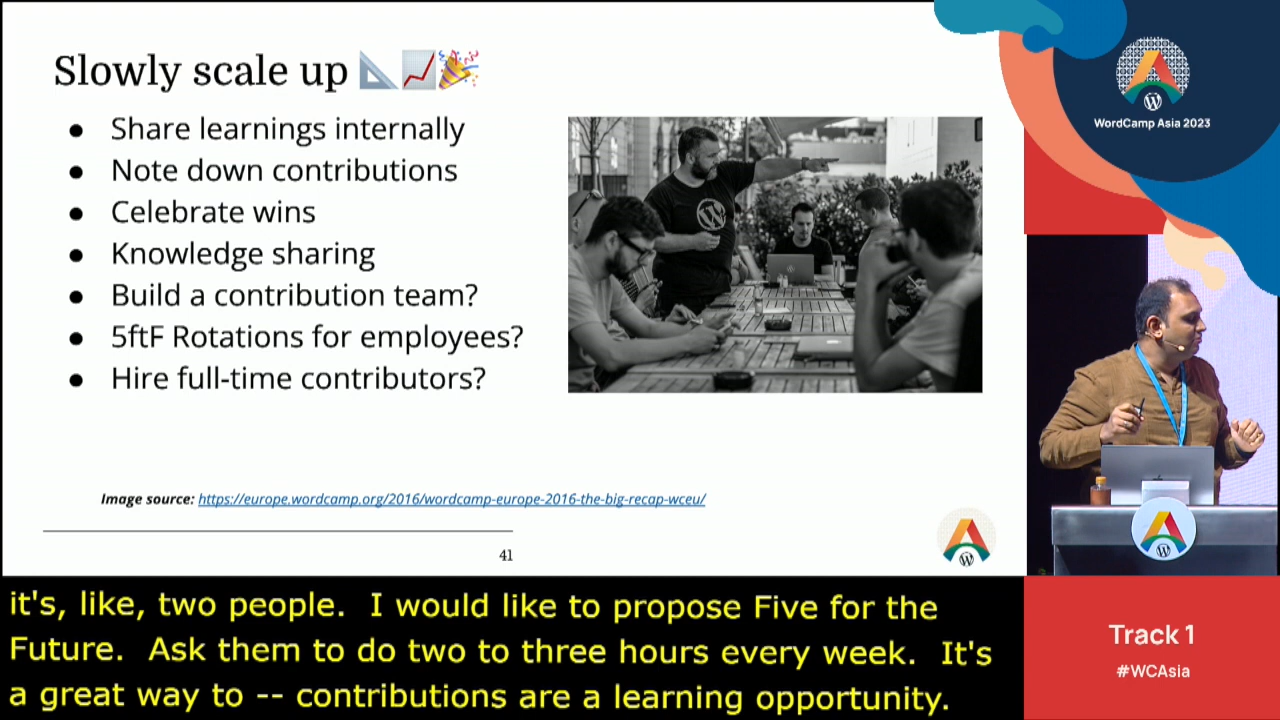 Slowly scale up
● Share learnings internally
● Note down contributions
● Celebrate wins
● Knowledge sharing
● Build a contribution team?
● 5ftF Rotations for employees?
● Hire full-time contributors?
Image source: https://europe.wordcamp.org/2016/wordcamp-europe-2016-the-big-recap-wceu/
41
WordCamp Asia 2023
it's, like, two people. I would like to propose Five for the
Future. Ask them to do two to three hours every week. It's
a great way to -- contributions are a learning opportunity.
Track 1
#WCAsia